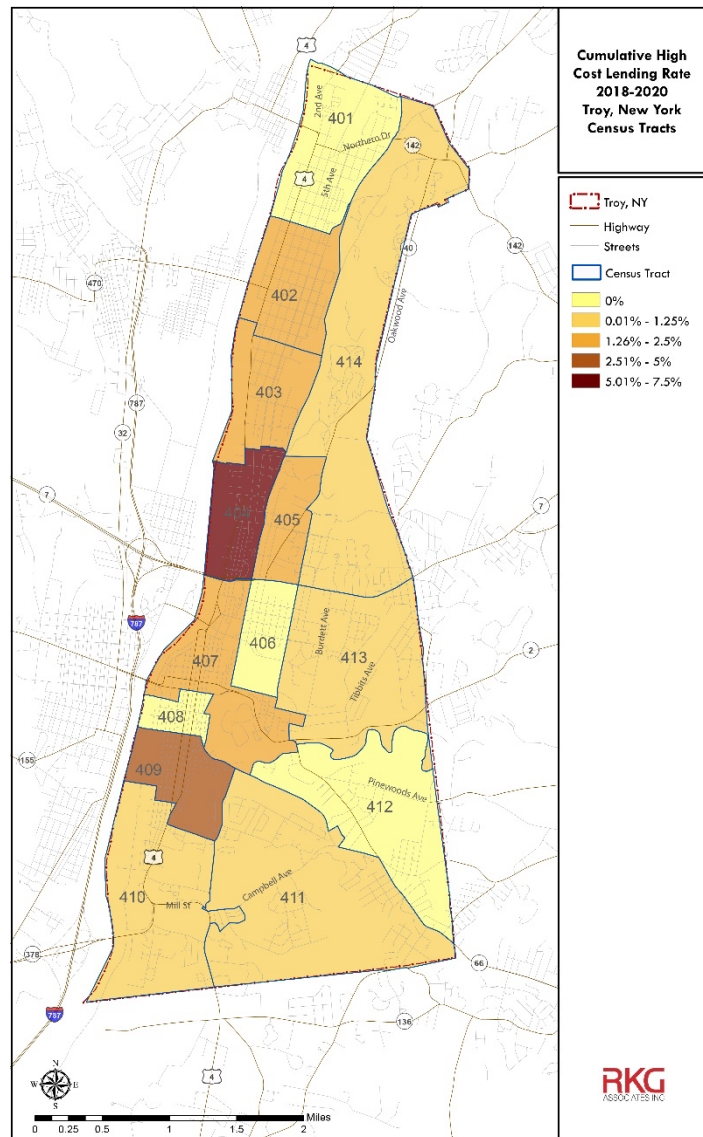 Cumulative High
Cost Lending Rate
2018-2020
Troy, New York
Census Tracts
Troy, NY
Highway
Streets
Census Tract
0%
0.01% - 1.25%
1.26% - 2.5%
2.51% - 5%
5.01% - 7.5%
4
2nd Ave
401
Northern Dr
142
4
5th Ave
142
40
470
402
Oakwood Ave
414
403
787
32
7
404
405
7
787
406
Burdett Ave
413
2
407
Tibbits Ave
408
155
409
Pinewoods Ave
412
4
410
Campbell Ave
411
Mill St
378
66
787
136
4
N
W E
S
Miles
0 0.25 0.5 1 1.5 2
RKG
ASSOCIATES INC